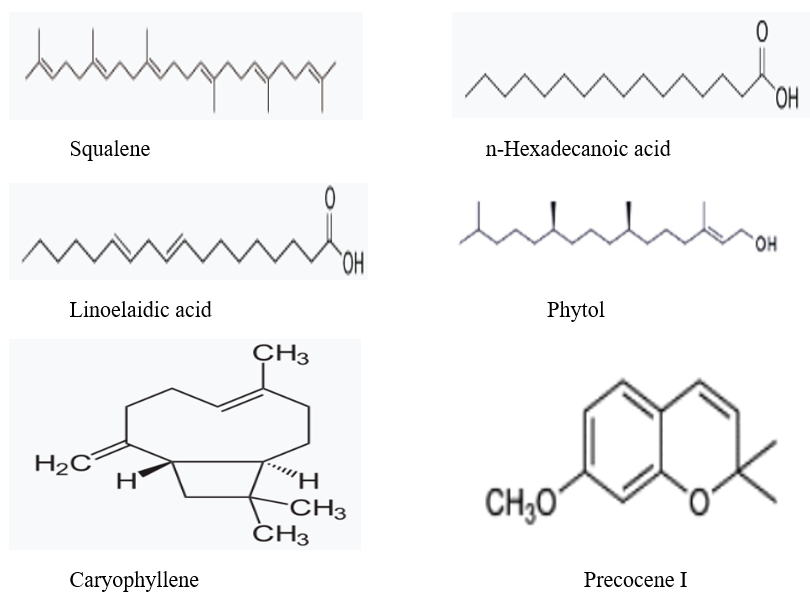 O
OH
Squalene
n-Hexadecanoic acid
O
OH
OH
Linoelaidic acid
Phytol
CH3
H2C
H
H
CH3
CH3
CH3O
O
Caryophyllene
Precocene I